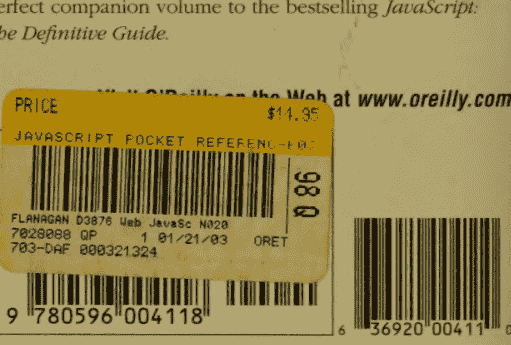 erfect companion volume to the bestselling JavaScript:
he Definitive Guide.
on the Web at www.oreilly.com
PRICE $14.95
JAVASCRIPT POCKET REFERENC-
086
FLANAGAN D3876 Web JavaSc N020
7028088 QP 1 01/21/03 ORET
703-DAF 000321324
9 780596 004118
6 36920 00411 0